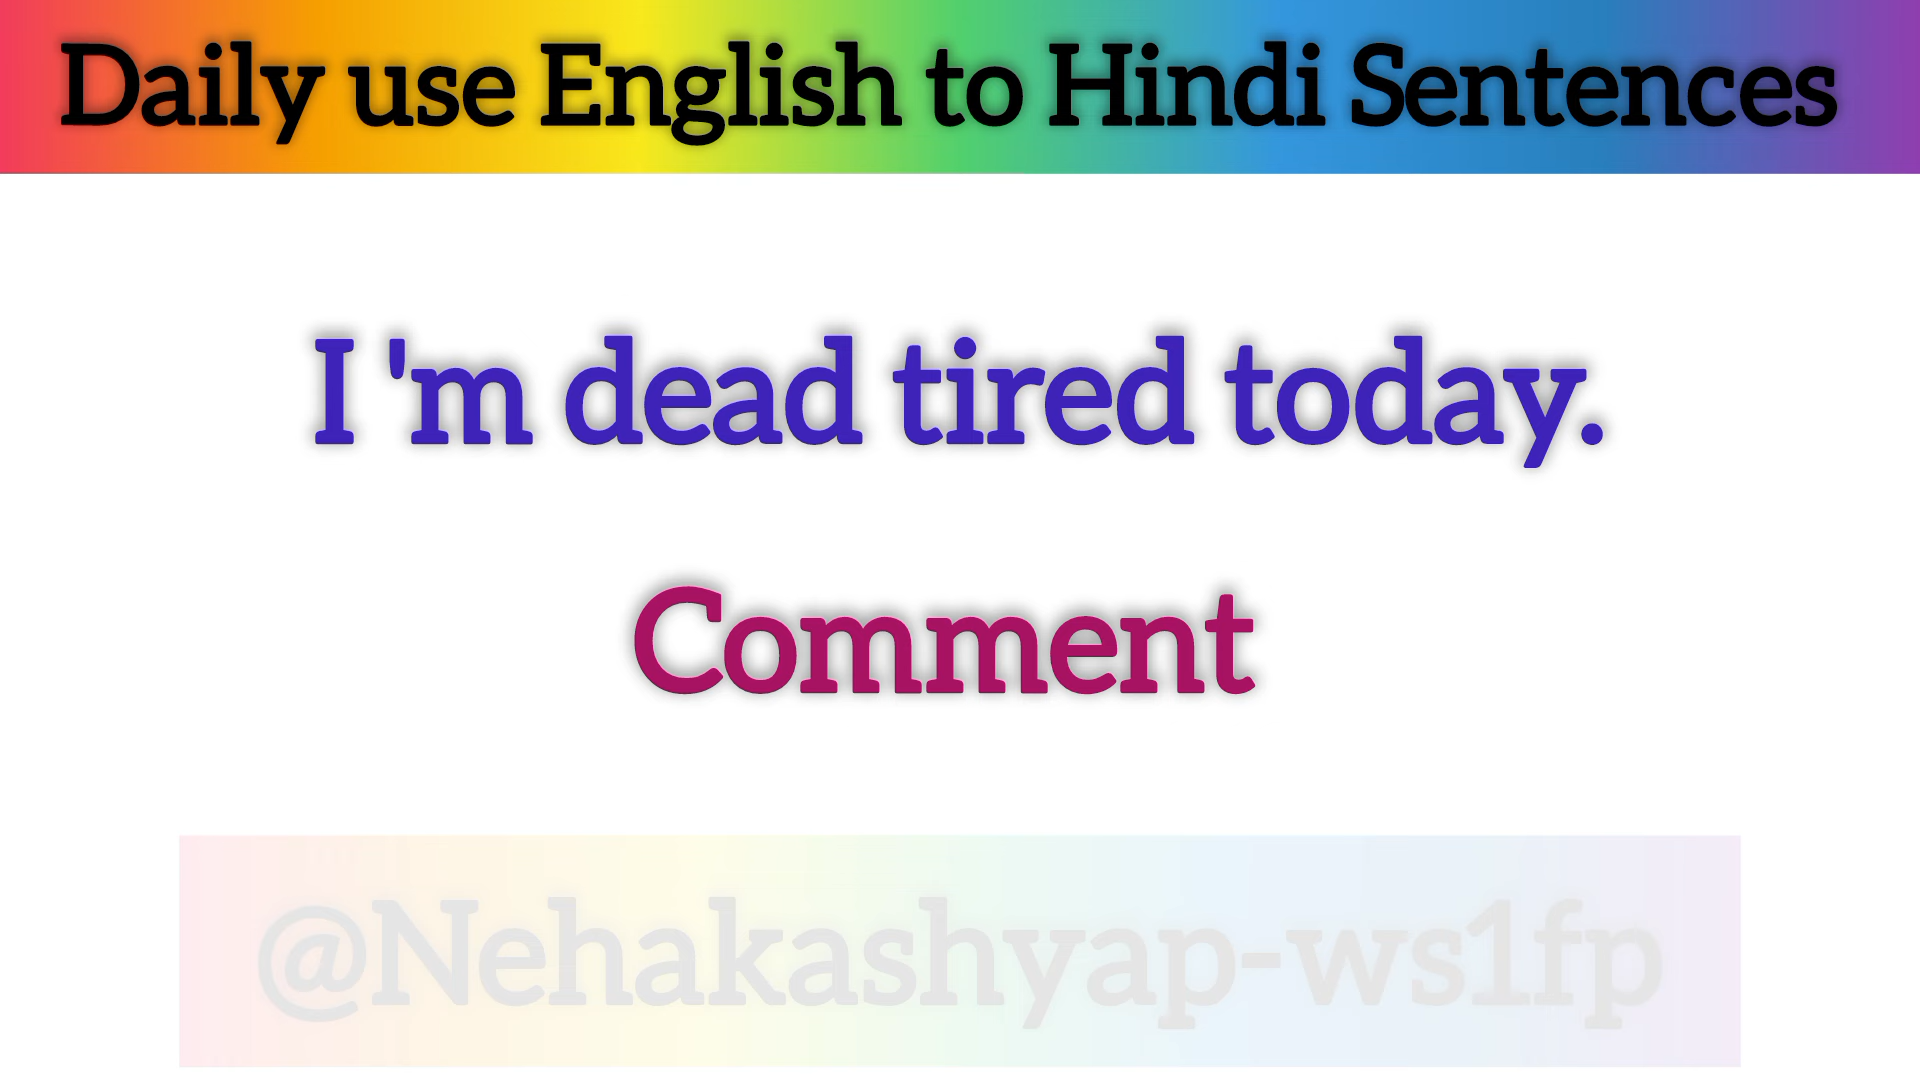 Daily use English to Hindi Sentences
I 'm dead tired today.
Comment
@Nehakashyap-ws1fp